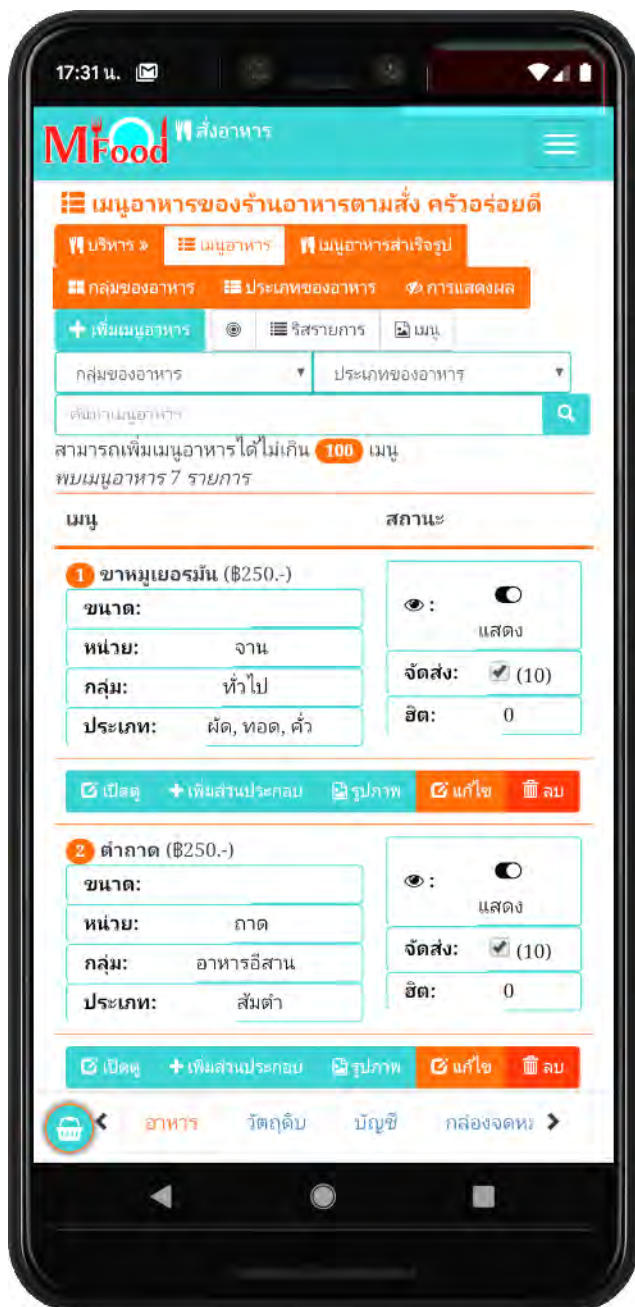 17:31 น.
MFood สั่งอาหาร
เมนูอาหารของร้านอาหารตามสั่ง ครัวอร่อยดี
บริหาร » เมนูอาหาร เมนูอาหารสำเร็จรูป
กลุ่มของอาหาร ประเภทของอาหาร การแสดงผล
+ เพิ่มเมนูอาหาร ริสรายการ เมนู
กลุ่มของอาหาร ประเภทของอาหาร
ค้นหาเมนูอาหาร
สามารถเพิ่มเมนูอาหารได้ไม่เกิน 100 เมนู
พบเมนูอาหาร 7 รายการ
เมนู สถานะ
1 ขาหมูเยอรมัน (฿250.-)
ขนาด:
หน่วย: จาน
กลุ่ม: ทั่วไป
ประเภท: ผัด, ทอด, คั่ว
: แสดง
จัดส่ง: (10)
ฮิต: 0
เปิดดู + เพิ่มส่วนประกอบ รูปภาพ แก้ไข ลบ
2 ตำถาด (฿250.-)
ขนาด:
หน่วย: ถาด
กลุ่ม: อาหารอีสาน
ประเภท: ส้มตำ
: แสดง
จัดส่ง: (10)
ฮิต: 0
เปิดดู + เพิ่มส่วนประกอบ รูปภาพ แก้ไข ลบ
อาหาร วัตถุดิบ บัญชี กล่องจดหม